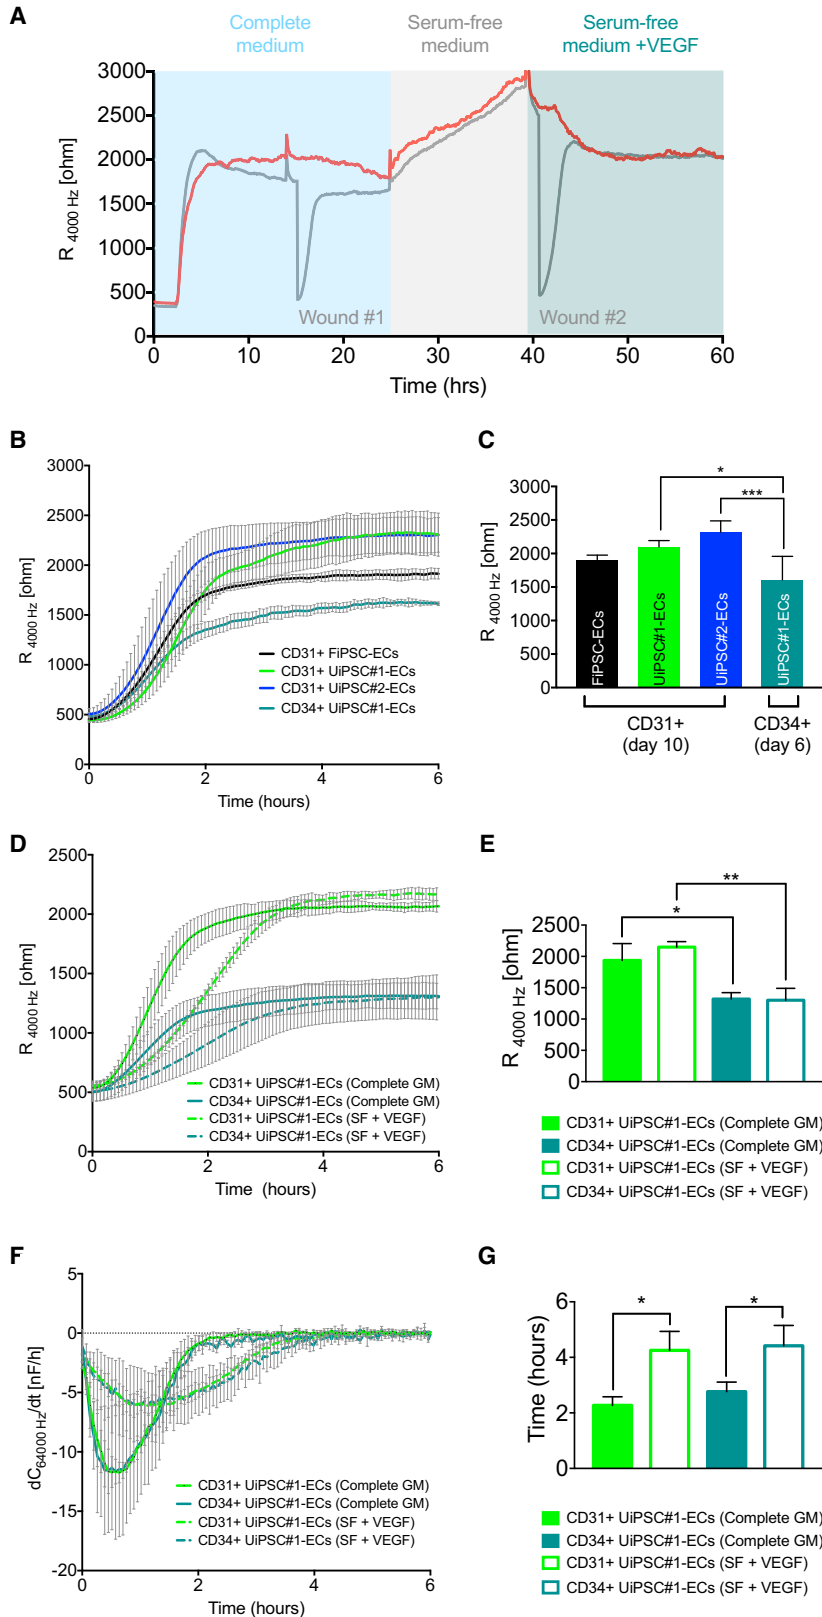 A
Complete
medium
Serum-free
medium
Serum-free
medium +VEGF
R 4000 Hz [ohm]
3000
2500
2000
1500
1000
500
0
Wound #1
Wound #2
0 10 20 30 40 50 60
Time (hrs)
B
R 4000 Hz [ohm]
3000
2500
2000
1500
1000
500
0
CD31+ FiPSC-ECs
CD31+ UiPSC#1-ECs
CD31+ UiPSC#2-ECs
CD34+ UiPSC#1-ECs
0 2 4 6
Time (hours)
C
*
***
R 4000 Hz [ohm]
3000
2500
2000
1500
1000
500
0
FiPSC-ECs
UiPSC#1-ECs
UiPSC#2-ECs
UiPSC#1-ECs
CD31+
(day 10)
CD34+
(day 6)
D
R 4000 Hz [ohm]
2500
2000
1500
1000
500
0
CD31+ UiPSC#1-ECs (Complete GM)
CD34+ UiPSC#1-ECs (Complete GM)
CD31+ UiPSC#1-ECs (SF + VEGF)
CD34+ UiPSC#1-ECs (SF + VEGF)
0 2 4 6
Time (hours)
E
**
*
R 4000 Hz [ohm]
2500
2000
1500
1000
500
0
CD31+ UiPSC#1-ECs (Complete GM)
CD34+ UiPSC#1-ECs (Complete GM)
CD31+ UiPSC#1-ECs (SF + VEGF)
CD34+ UiPSC#1-ECs (SF + VEGF)
F
dC64000 Hz/dt [nF/h]
5
0
-5
-10
-15
-20
CD31+ UiPSC#1-ECs (Complete GM)
CD34+ UiPSC#1-ECs (Complete GM)
CD31+ UiPSC#1-ECs (SF + VEGF)
CD34+ UiPSC#1-ECs (SF + VEGF)
0 2 4 6
Time (hours)
G
* *
Time (hours)
6
4
2
0
CD31+ UiPSC#1-ECs (Complete GM)
CD34+ UiPSC#1-ECs (Complete GM)
CD31+ UiPSC#1-ECs (SF + VEGF)
CD34+ UiPSC#1-ECs (SF + VEGF)